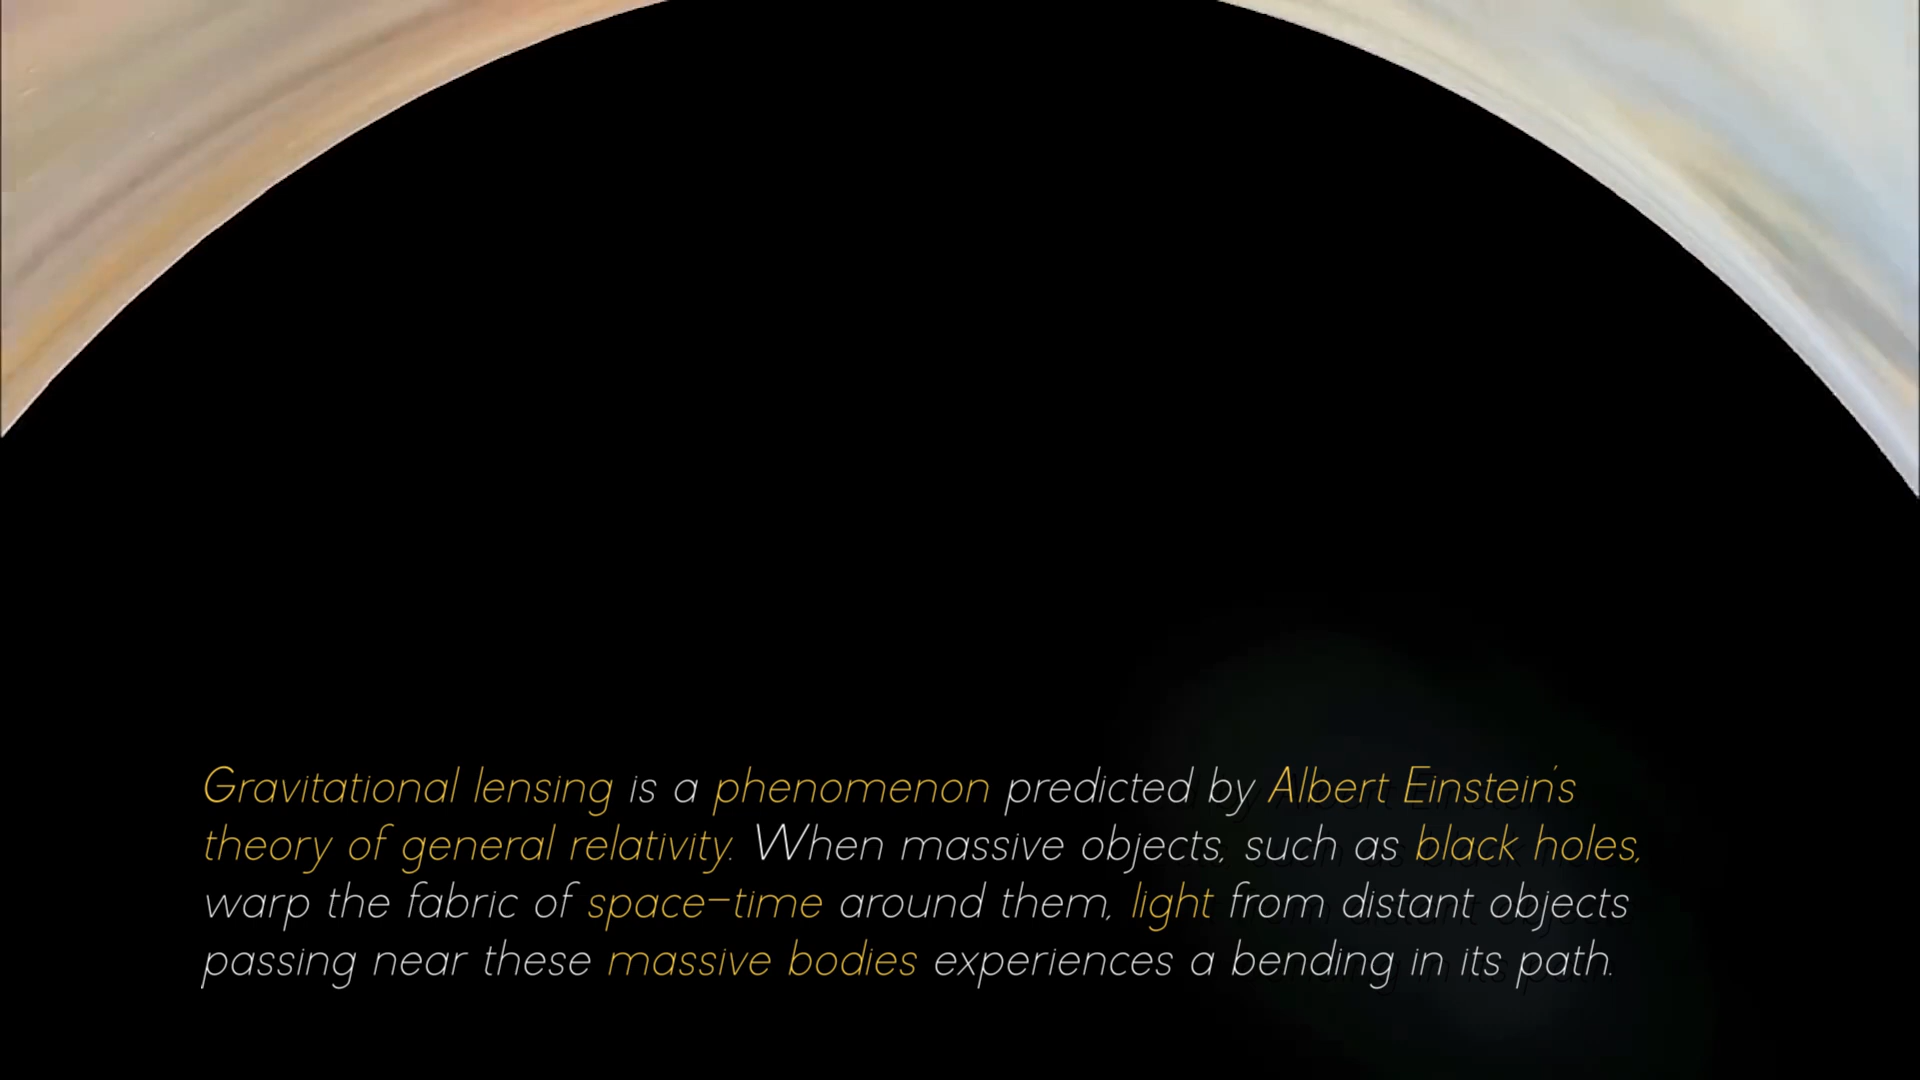 Gravitational lensing is a phenomenon predicted by Albert Einstein's
theory of general relativity. When massive objects, such as black holes,
warp the fabric of space-time around them, light from distant objects
passing near these massive bodies experiences a bending in its path.